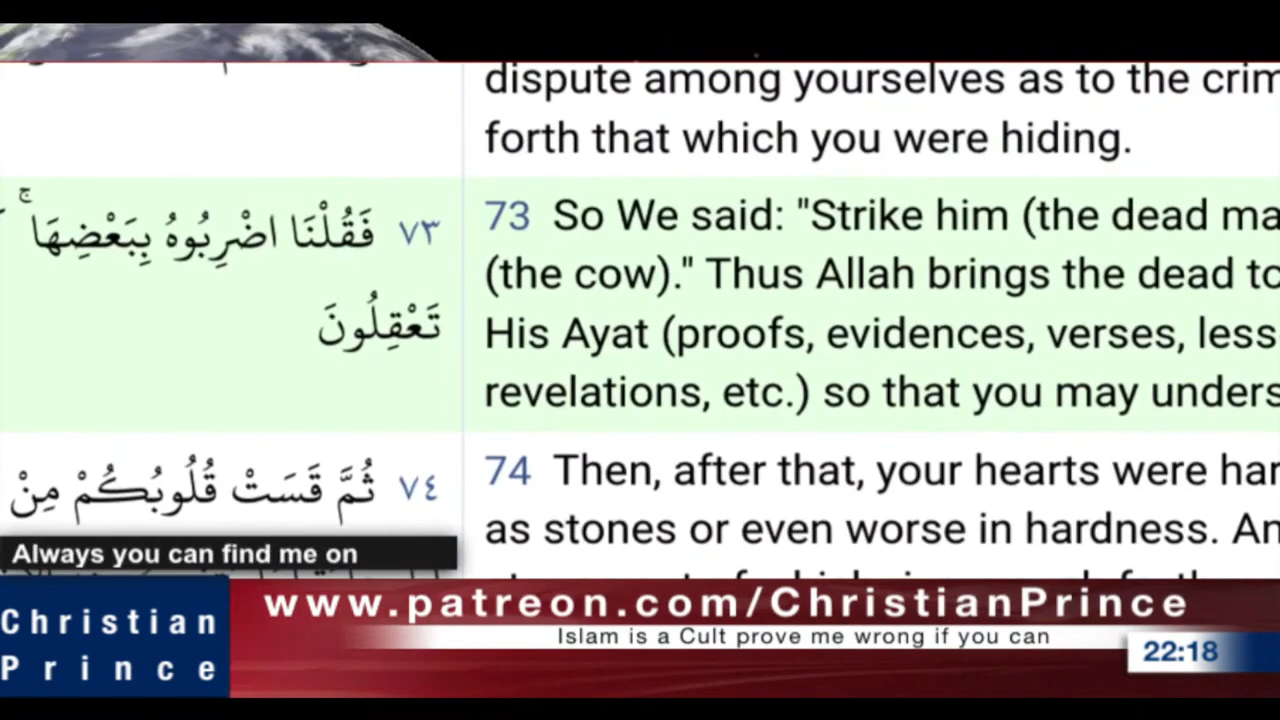 dispute among yourselves as to the crim
forth that which you were hiding.
فَقُلْنَا اضْرِبُوهُ بِبَعْضِهَا ۚ
٧٣
تَعْقِلُونَ
73 So We said: "Strike him (the dead ma
(the cow)." Thus Allah brings the dead to
His Ayat (proofs, evidences, verses, less
revelations, etc.) so that you may unders
ثُمَّ قَسَتْ قُلُوبُكُمْ مِنْ
٧٤
74 Then, after that, your hearts were har
as stones or even worse in hardness. An
Always you can find me on
www.patreon.com/ChristianPrince
Islam is a Cult prove me wrong if you can
Christian
Prince
22:18